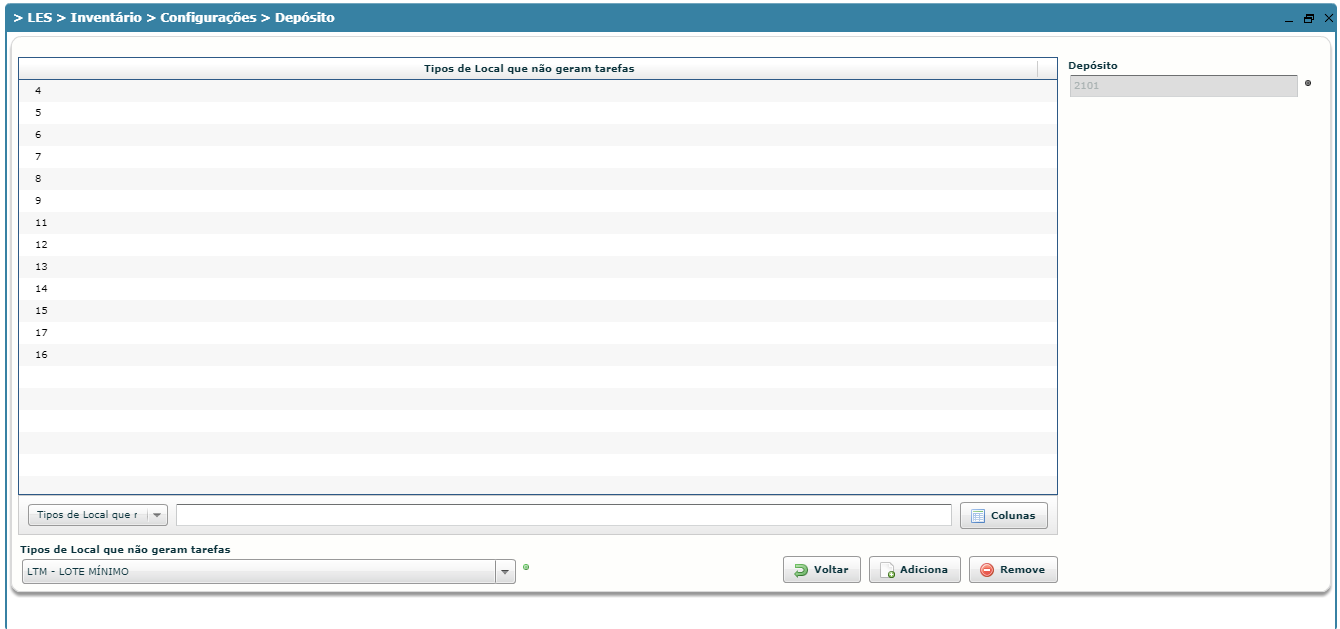 > LES > Inventário > Configurações > Depósito
Tipos de Local que não geram tarefas
Depósito
2101
4
5
6
7
8
9
11
12
13
14
15
17
16
Tipos de Local que r
Colunas
Tipos de Local que não geram tarefas
LTM - LOTE MÍNIMO
Voltar
Adiciona
Remove